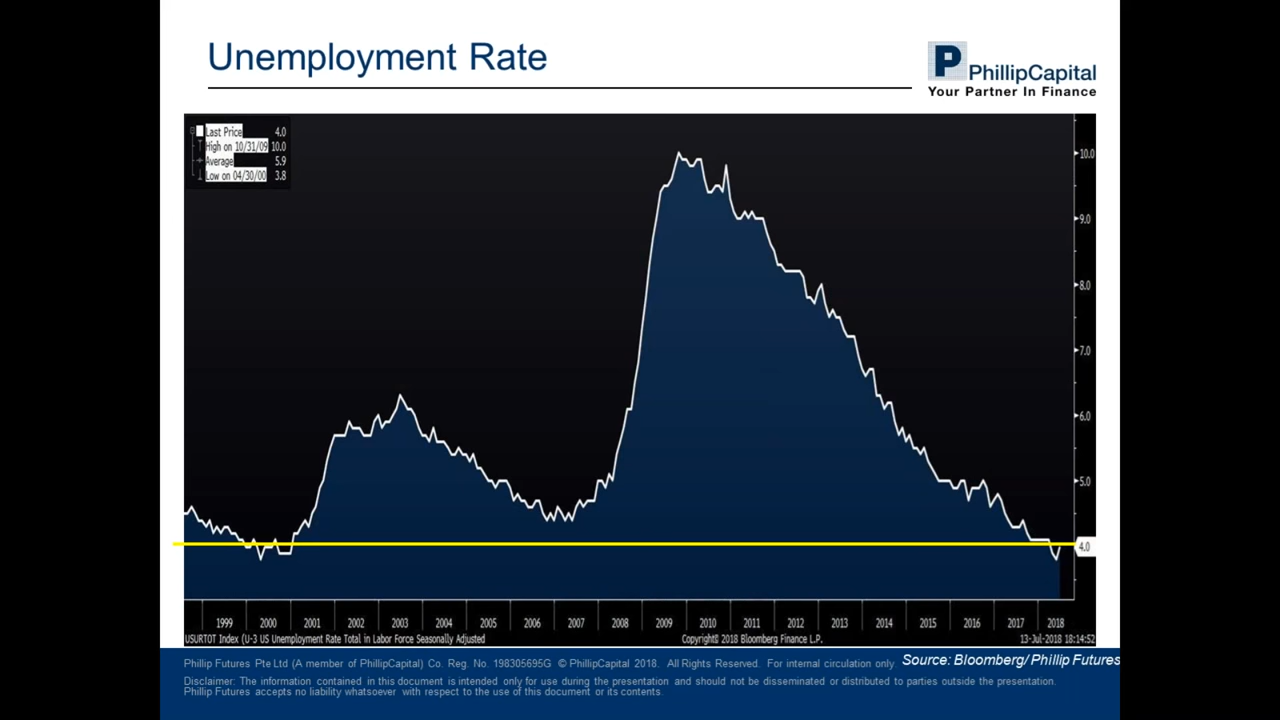 Unemployment Rate
P PhillipCapital
Your Partner In Finance
Last Price 4.0
High on 10/31/09 10.0
Average 5.9
Low on 04/30/00 3.8
10.0
9.0
8.0
7.0
6.0
5.0
4.0
1999 2000 2001 2002 2003 2004 2005 2006 2007 2008 2009 2010 2011 2012 2013 2014 2015 2016 2017 2018
USURTOT Index (U-3 US Unemployment Rate Total in Labor Force Seasonally Adjusted Copyright© 2018 Bloomberg Finance L.P. 13-Jul-2018 18:14:52
Phillip Futures Pte Ltd (A member of PhillipCapital) Co. Reg. No. 198305695G © PhillipCapital 2018. All Rights Reserved. For internal circulation only. Source: Bloomberg/ Phillip Futures
Disclaimer: The information contained in this document is intended only for use during the presentation and should not be disseminated or distributed to parties outside the presentation.
Phillip Futures accepts no liability whatsoever with respect to the use of this document or its contents.